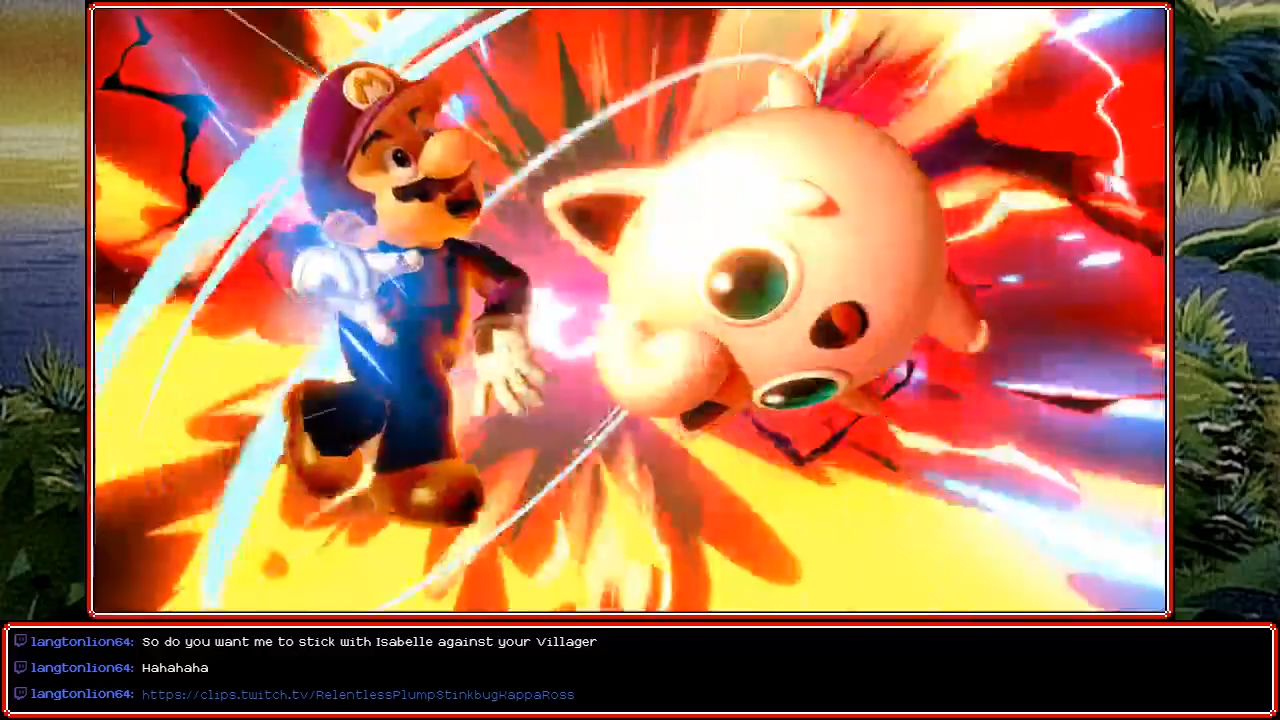 M
langtonlion64: So do you want me to stick with Isabelle against your Villager
langtonlion64: Hahahaha
langtonlion64: https://clips.twitch.tv/RelentlessPlumpStinkbugKappaRoss